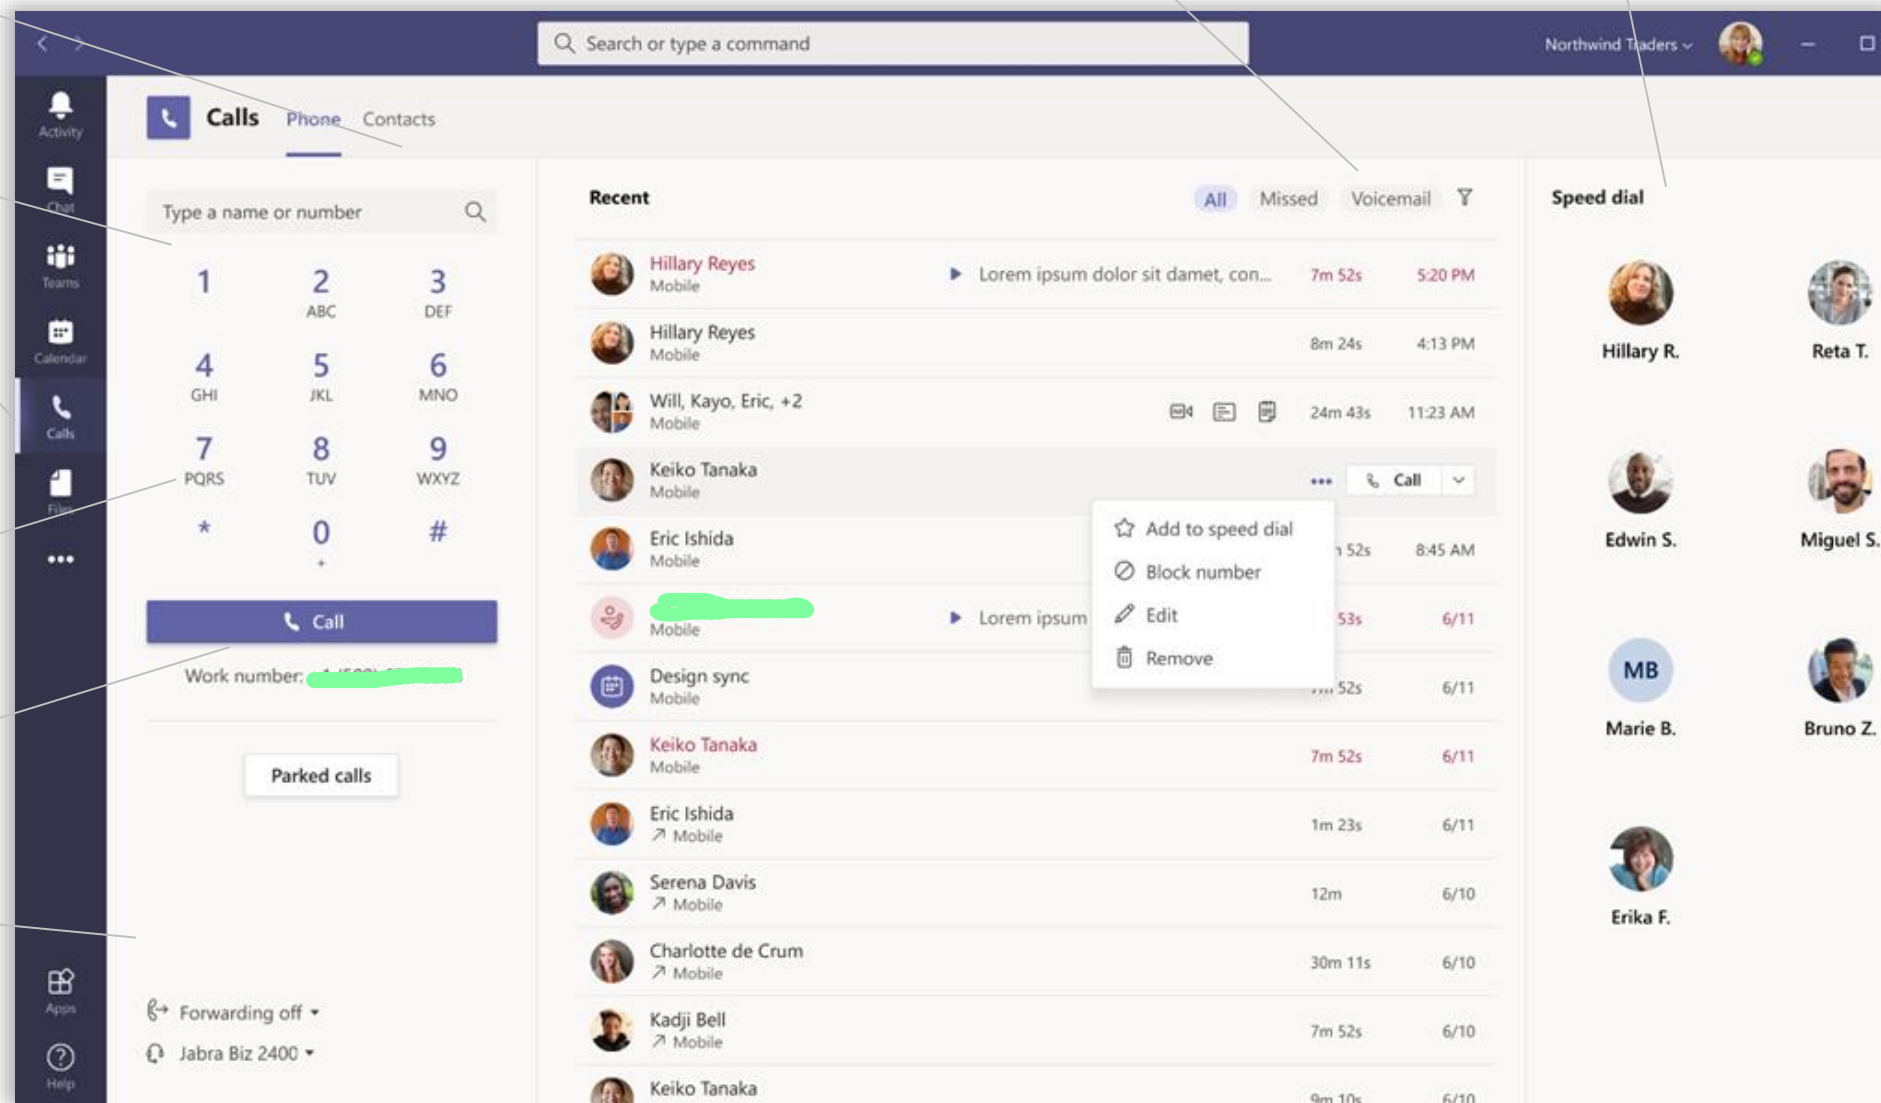 Search or type a command
Northwind Traders
Activity
Chat
Teams
Calendar
Calls
Files
Apps
Help
Calls Phone Contacts
Type a name or number
1 2 3
ABC DEF
4 5 6
GHI JKL MNO
7 8 9
PQRS TUV WXYZ
* 0 #
+
Call
Work number:
Parked calls
Forwarding off
Jabra Biz 2400
Recent All Missed Voicemail
Hillary Reyes
Mobile
Lorem ipsum dolor sit damet, con... 7m 52s 5:20 PM
Hillary Reyes
Mobile
8m 24s 4:13 PM
Will, Kayo, Eric, +2
Mobile
24m 43s 11:23 AM
Keiko Tanaka
Mobile
••• Call
Add to speed dial
Block number
Edit
Remove
Eric Ishida
Mobile
52s 8:45 AM
Mobile
Lorem ipsum 53s 6/11
Design sync
Mobile
52s 6/11
Keiko Tanaka
Mobile
7m 52s 6/11
Eric Ishida
Mobile
1m 23s 6/11
Serena Davis
Mobile
12m 6/10
Charlotte de Crum
Mobile
30m 11s 6/10
Kadji Bell
Mobile
7m 52s 6/10
Keiko Tanaka
9m 10s 6/10
Speed dial
Hillary R. Reta T.
Edwin S. Miguel S.
MB
Marie B. Bruno Z.
Erika F.